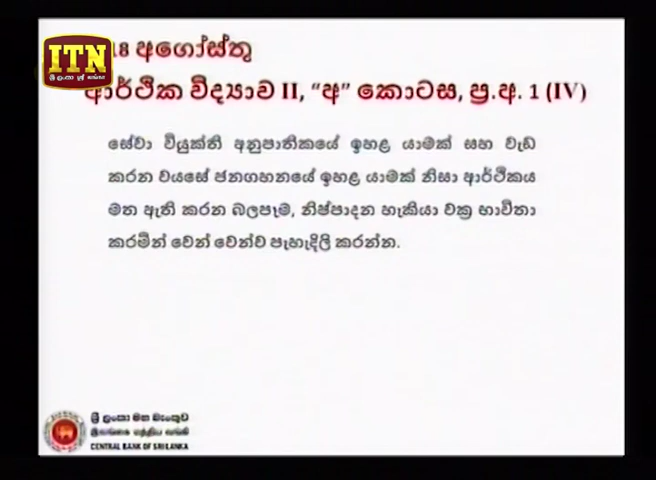 ITN
ශ්‍රී ලංකා
18 අගෝස්තු
ආර්ථික විද්‍යාව II, “අ” කොටස, ප්‍ර.අ. 1 (IV)
සේවා වියුක්ති අනුපාතිකයේ ඉහළ යාමක් සහ වැඩ
කරන වයසේ ජනගහනයේ ඉහළ යාමක් නිසා ආර්ථිකය
මත ඇති කරන බලපෑම, නිෂ්පාදන හැකියා වක්‍ර භාවිතා
කරමින් වෙන් වෙන්ව පැහැදිලි කරන්න.
ශ්‍රී ලංකා මහ බැංකුව
CENTRAL BANK OF SRI LANKA